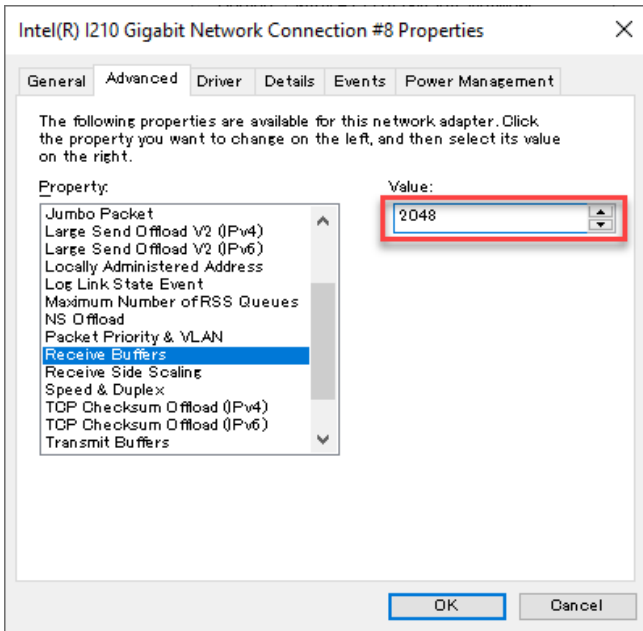 Intel(R) I210 Gigabit Network Connection #8 Properties
General Advanced Driver Details Events Power Management
The following properties are available for this network adapter. Click
the property you want to change on the left, and then select its value
on the right.
Property: Value:
Jumbo Packet 2048
Large Send Offload V2 (IPv4)
Large Send Offload V2 (IPv6)
Locally Administered Address
Log Link State Event
Maximum Number of RSS Queues
NS Offload
Packet Priority & VLAN
Receive Buffers
Receive Side Scaling
Speed & Duplex
TCP Checksum Offload (IPv4)
TCP Checksum Offload (IPv6)
Transmit Buffers
OK Cancel